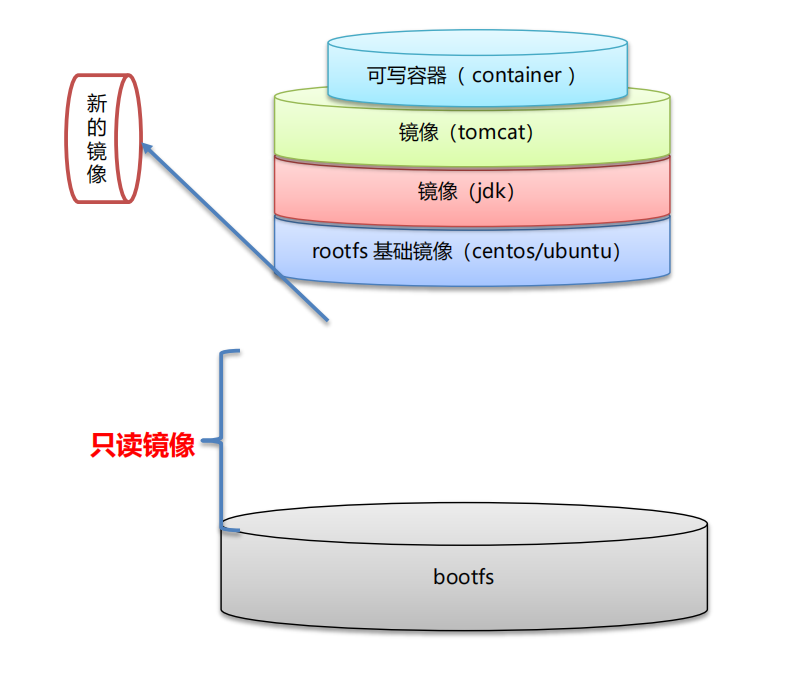 可写容器（ container ）
新
的
镜
像
镜像（tomcat）
镜像（jdk）
rootfs 基础镜像（centos/ubuntu）
只读镜像
bootfs